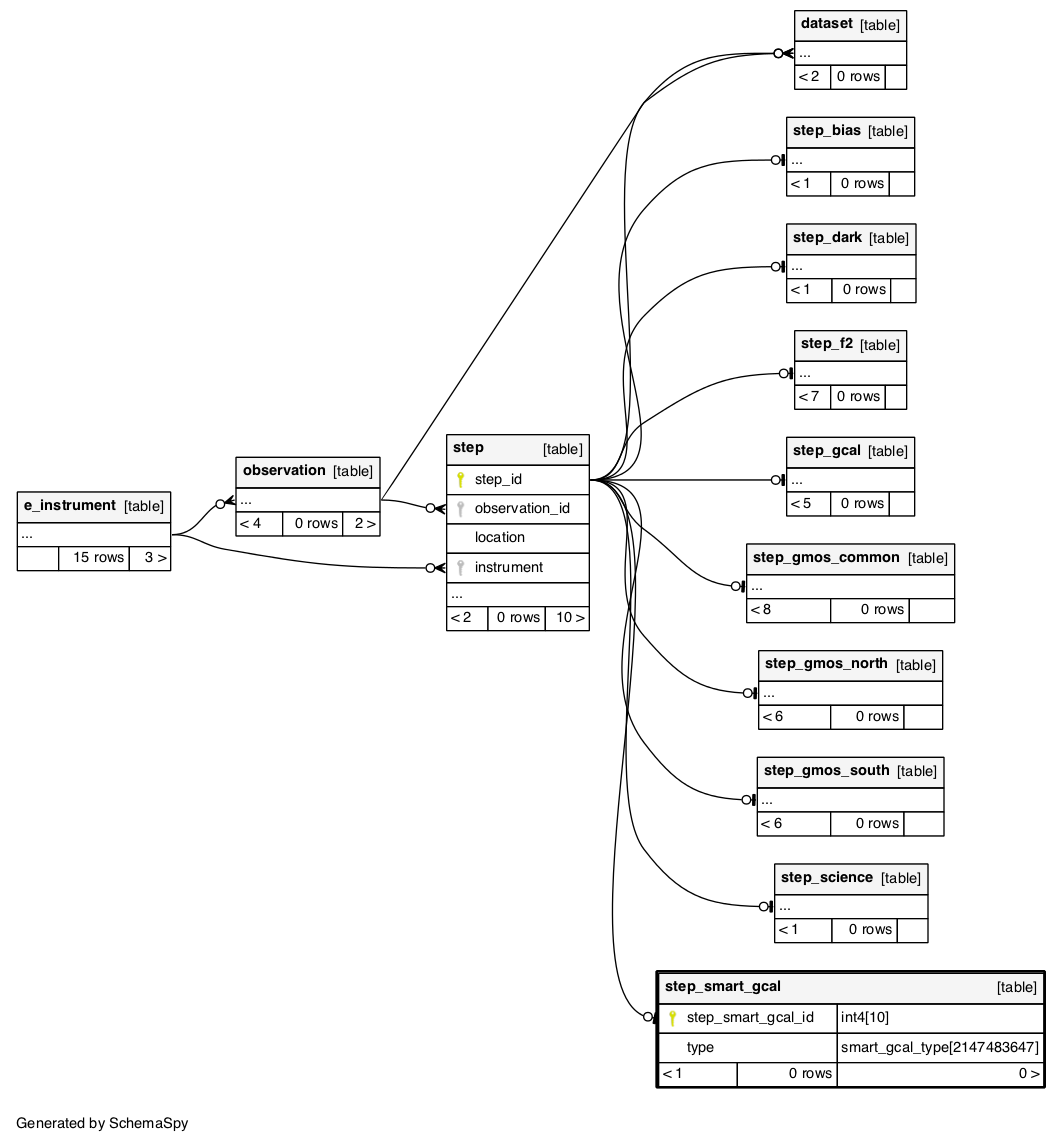 dataset [table]
...
< 2 0 rows
step_bias [table]
...
< 1 0 rows
step_dark [table]
...
< 1 0 rows
step_f2 [table]
...
< 7 0 rows
step_gcal [table]
...
< 5 0 rows
step [table]
step_id
observation_id
location
instrument
...
< 2 0 rows 10 >
observation [table]
...
< 4 0 rows 2 >
e_instrument [table]
...
15 rows 3 >
step_gmos_common [table]
...
< 8 0 rows
step_gmos_north [table]
...
< 6 0 rows
step_gmos_south [table]
...
< 6 0 rows
step_science [table]
...
< 1 0 rows
step_smart_gcal [table]
step_smart_gcal_id int4[10]
type smart_gcal_type[2147483647]
< 1 0 rows 0 >
Generated by SchemaSpy